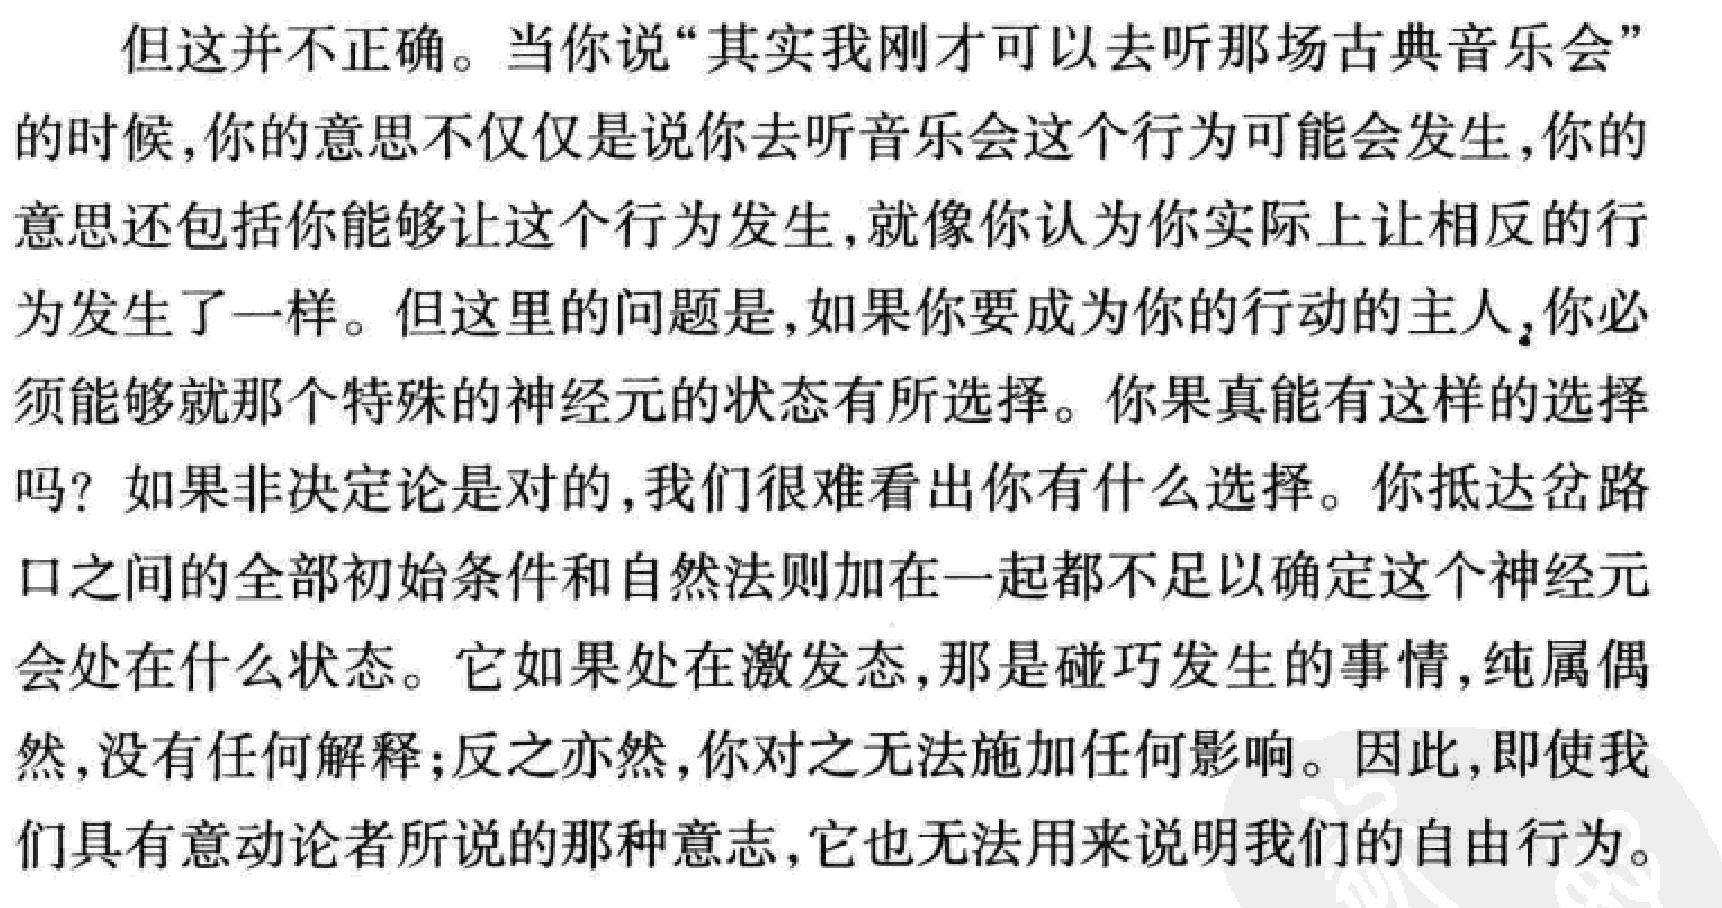 但这并不正确。当你说“其实我刚才可以去听那场古典音乐会”
的时候,你的意思不仅仅是说你去听音乐会这个行为可能会发生,你的
意思还包括你能够让这个行为发生,就像你认为你实际上让相反的行
为发生了一样。但这里的问题是,如果你要成为你的行动的主人,你必
须能够就那个特殊的神经元的状态有所选择。你果真能有这样的选择
吗？如果非决定论是对的,我们很难看出你有什么选择。你抵达岔路
口之间的全部初始条件和自然法则加在一起都不足以确定这个神经元
会处在什么状态。它如果处在激发态,那是碰巧发生的事情,纯属偶
然,没有任何解释;反之亦然,你对之无法施加任何影响。因此,即使我
们具有意动论者所说的那种意志,它也无法用来说明我们的自由行为。